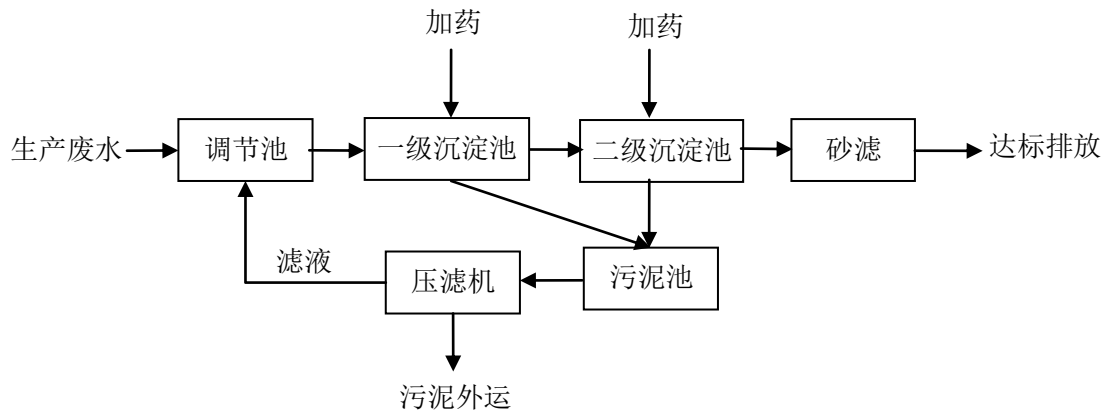 加药
加药
生产废水
调节池
一级沉淀池
二级沉淀池
砂滤
达标排放
滤液
压滤机
污泥池
污泥外运